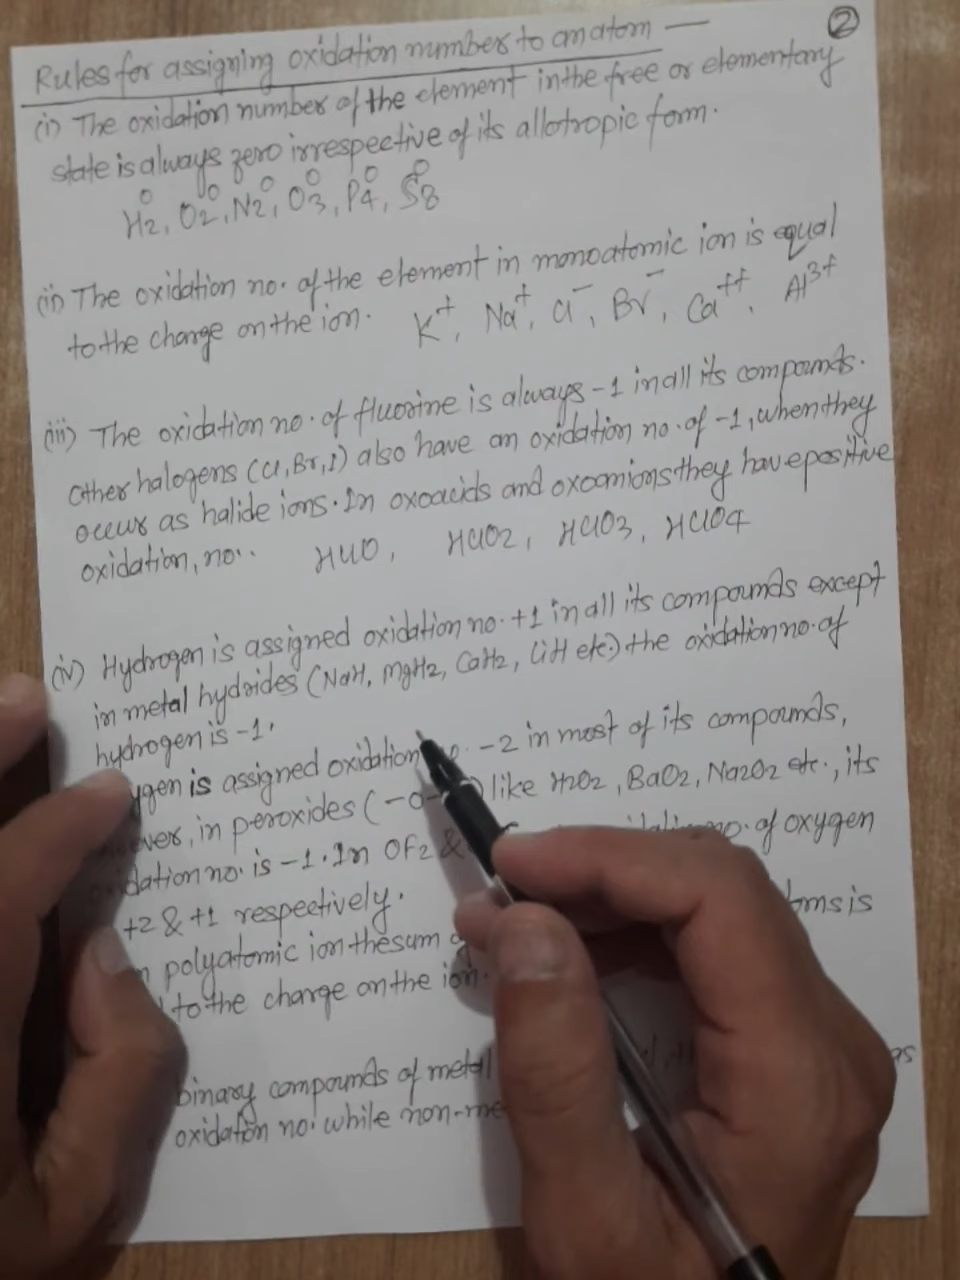 ②
Rules for assigning oxidation number to an atom —
(i) The oxidation number of the element in the free or elementary
state is always zero irrespective of its allotropic form.
0 0 0 0 0 0
H2, O2, N2, O3, P4, S8
(ii) The oxidation no. of the element in monoatomic ion is equal
to the charge on the ion. K+, Na+, Cl-, Br-, Ca++, Al3+
(iii) The oxidation no. of fluorine is always -1 in all its compounds.
Other halogens (Cl, Br, I) also have an oxidation no. of -1, when they
occur as halide ions. In oxoacids and oxoanions they have positive
oxidation, no.. HClO, HClO2, HClO3, HClO4
(iv) Hydrogen is assigned oxidation no. +1 in all its compounds except
in metal hydrides (NaH, MgH2, CaH2, LiH etc.) the oxidation no. of
hydrogen is -1.
ygen is assigned oxidation no. -2 in most of its compounds,
ever, in peroxides (-O- ) like H2O2, BaO2, Na2O2 etc., its
idation no. is -1. In OF2 & no. of oxygen
+2 & +1 respectively. is
polyatomic ion the sum
to the charge on the ion.
binary compounds of metal as
oxidation no. while non-me